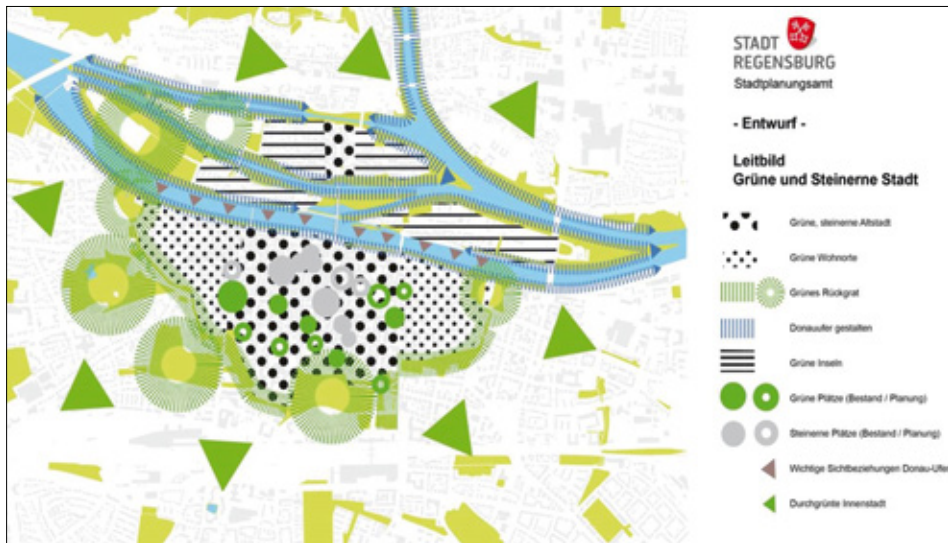 STADT
REGENSBURG
Stadtplanungsamt
- Entwurf -
Leitbild
Grüne und Steinerne Stadt
Grüne, steinerne Altstadt
Grüne Wohnorte
Grünes Rückgrat
Donauufer gestalten
Grüne Inseln
Grüne Plätze (Bestand / Planung)
Steinerne Plätze (Bestand / Planung)
Wichtige Sichtbeziehungen Donau-Ufer
Durchgrünte Innenstadt